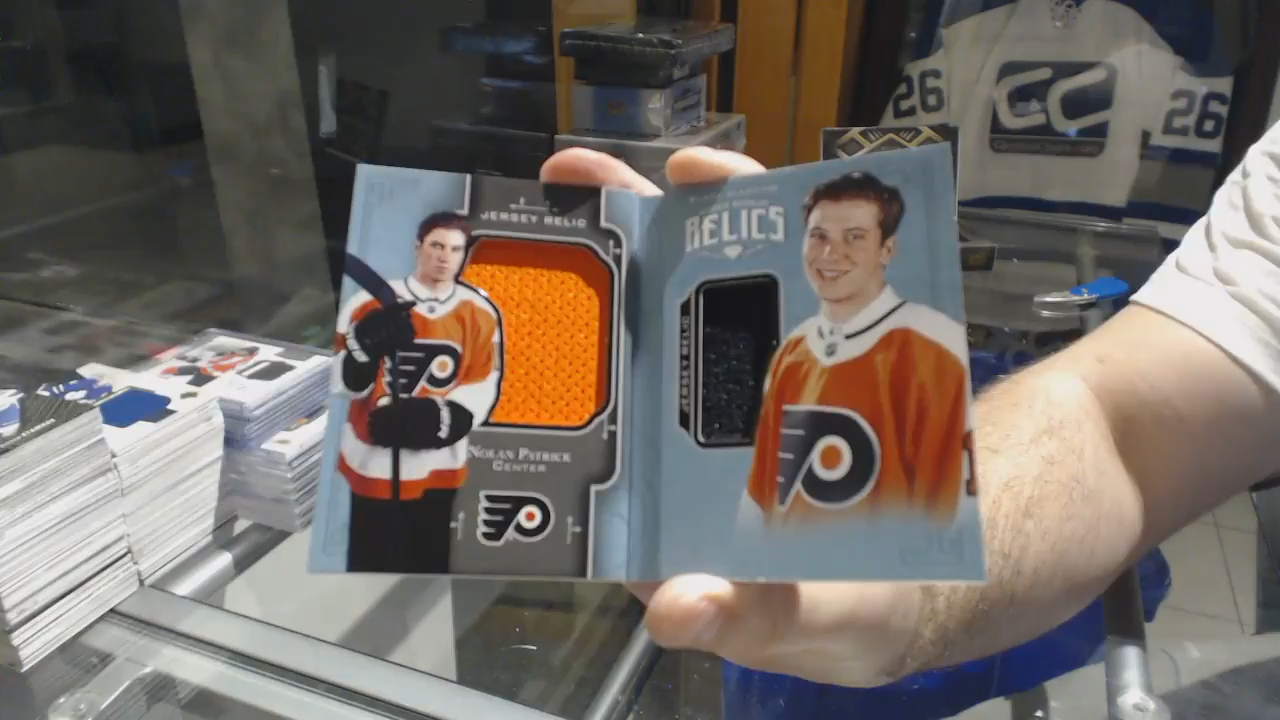 JERSEY RELIC
NOLAN PATRICK
CENTER
RELICS
JERSEY RELIC
26
26